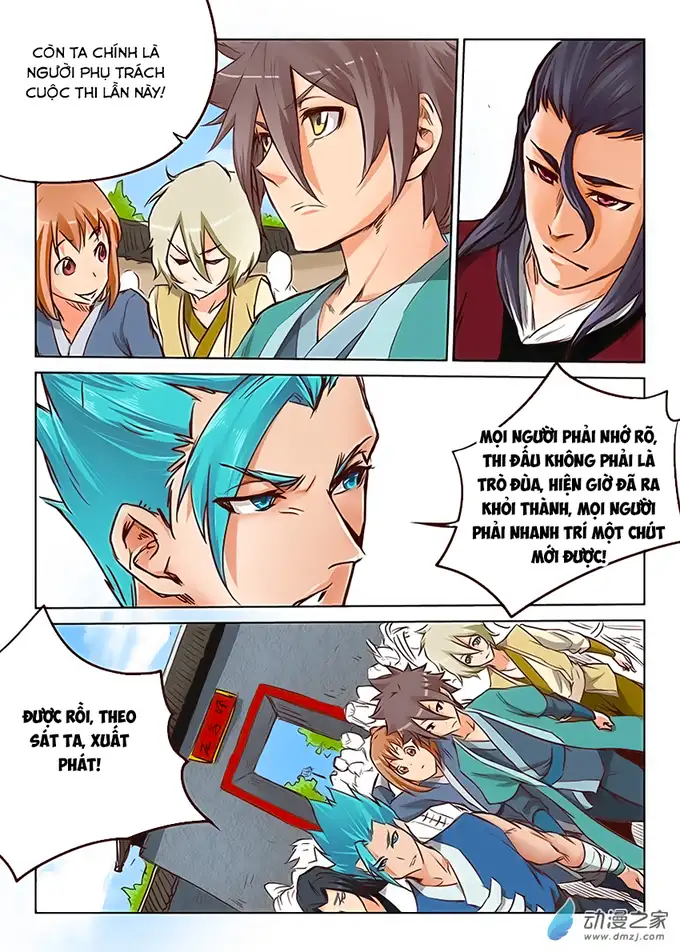 CÒN TA CHÍNH LÀ
NGƯỜI PHỤ TRÁCH
CUỘC THI LẦN NÀY!
MỌI NGƯỜI PHẢI NHỚ RÕ,
THI ĐẤU KHÔNG PHẢI LÀ
TRÒ ĐÙA, HIỆN GIỜ ĐÃ RA
KHỎI THÀNH, MỌI NGƯỜI
PHẢI NHANH TRÍ MỘT CHÚT
MỚI ĐƯỢC!
ĐƯỢC RỒI, THEO
SÁT TA, XUẤT
PHÁT!
动漫之家
www.dmzj.com